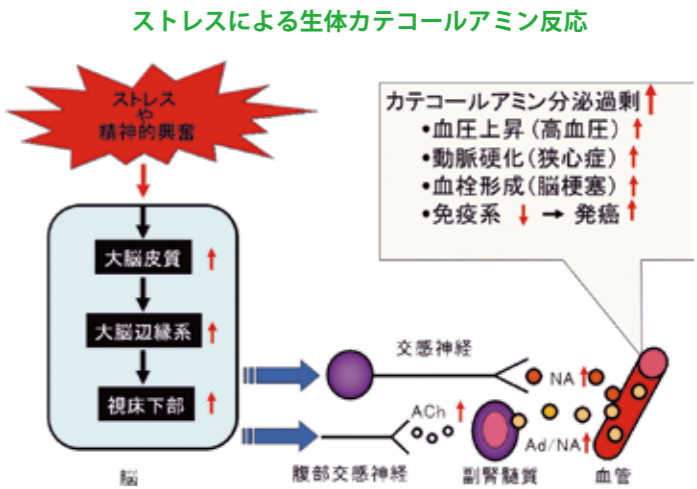 ストレスによる生体カテコールアミン反応
ストレス
や
精神的興奮
カテコールアミン分泌過剰↑
•血圧上昇(高血圧)↑
•動脈硬化(狭心症)↑
•血栓形成(脳梗塞)↑
•免疫系 ↓ → 発癌↑
大脳皮質 ↑
大脳辺縁系 ↑
視床下部 ↑
脳
交感神経
NA↑
ACh ↑
Ad/NA↑
腹部交感神経
副腎髄質
血管